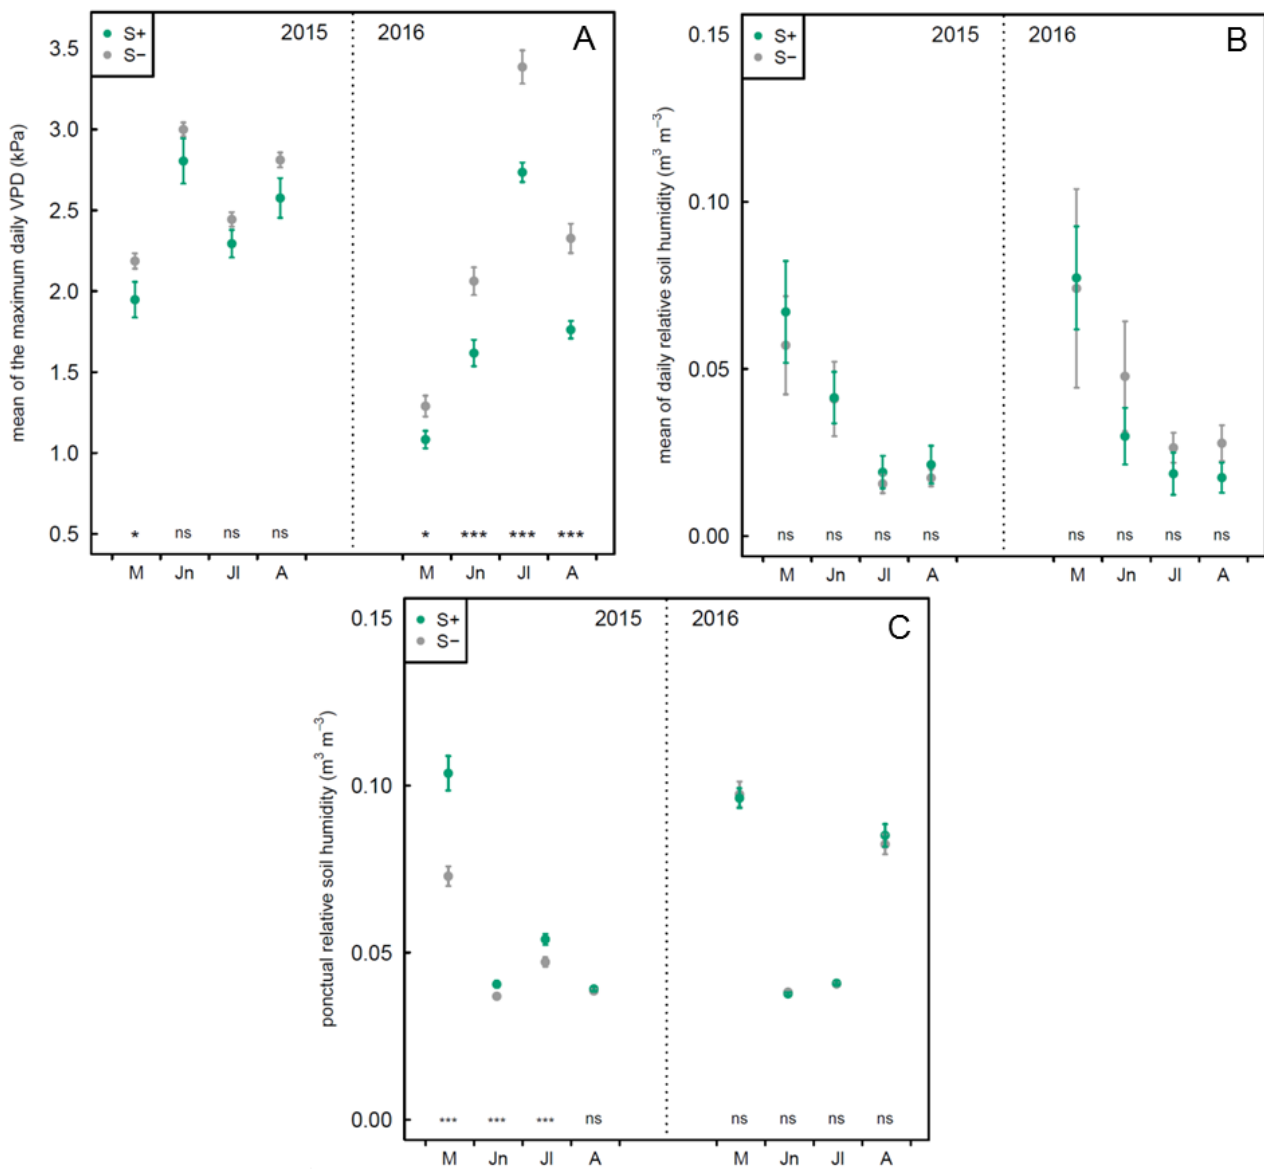 S+
S−
2015
2016
A
mean of the maximum daily VPD (kPa)
3.5
3.0
2.5
2.0
1.5
1.0
0.5
* ns ns ns * *** *** ***
M Jn Jl A M Jn Jl A
S+
S−
2015
2016
B
mean of daily relative soil humidity (m³ m⁻³)
0.15
0.10
0.05
0.00
ns ns ns ns ns ns ns ns
M Jn Jl A M Jn Jl A
S+
S−
2015
2016
C
ponctual relative soil humidity (m³ m⁻³)
0.15
0.10
0.05
0.00
*** *** *** ns ns ns ns ns
M Jn Jl A M Jn Jl A